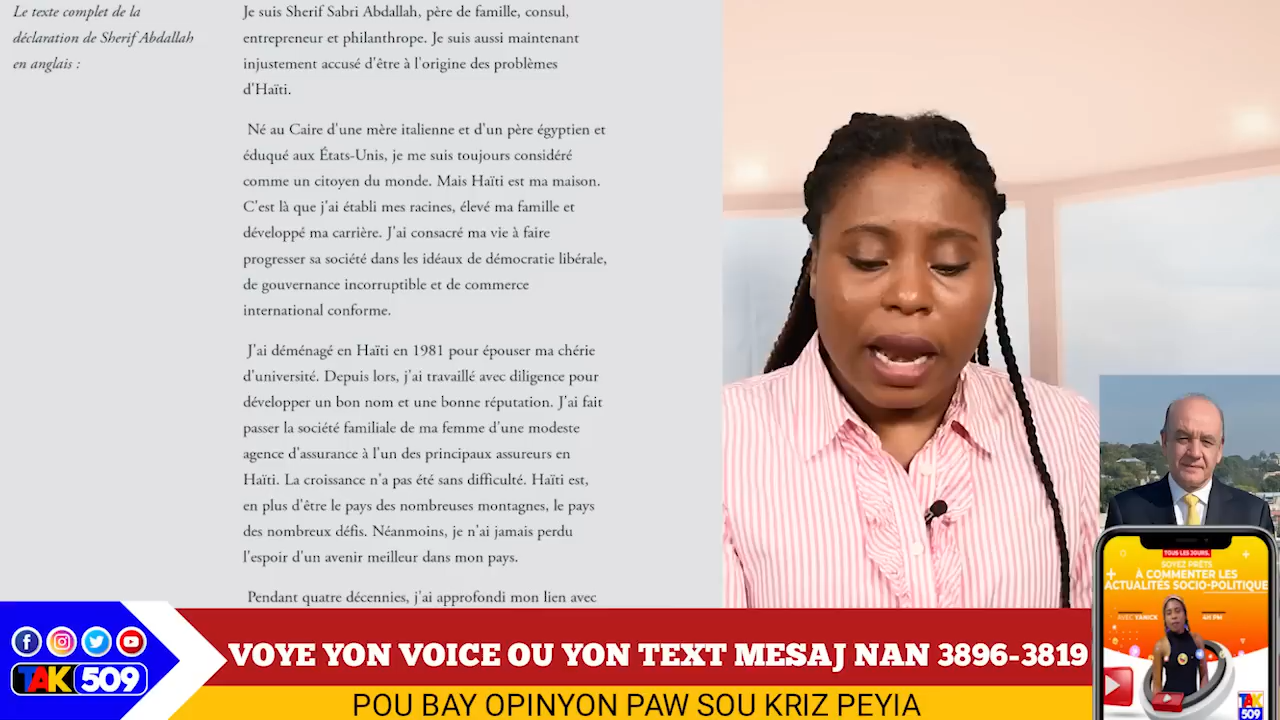 Le texte complet de la
déclaration de Sherif Abdallah
en anglais :
Je suis Sherif Sabri Abdallah, père de famille, consul,
entrepreneur et philanthrope. Je suis aussi maintenant
injustement accusé d'être à l'origine des problèmes
d'Haïti.
Né au Caire d'une mère italienne et d'un père égyptien et
éduqué aux États-Unis, je me suis toujours considéré
comme un citoyen du monde. Mais Haïti est ma maison.
C'est là que j'ai établi mes racines, élevé ma famille et
développé ma carrière. J'ai consacré ma vie à faire
progresser sa société dans les idéaux de démocratie libérale,
de gouvernance incorruptible et de commerce
international conforme.
J'ai déménagé en Haïti en 1981 pour épouser ma chérie
d'université. Depuis lors, j'ai travaillé avec diligence pour
développer un bon nom et une bonne réputation. J'ai fait
passer la société familiale de ma femme d'une modeste
agence d'assurance à l'un des principaux assureurs en
Haïti. La croissance n'a pas été sans difficulté. Haïti est,
en plus d'être le pays des nombreuses montagnes, le pays
des nombreux défis. Néanmoins, je n'ai jamais perdu
l'espoir d'un avenir meilleur dans mon pays.
Pendant quatre décennies, j'ai approfondi mon lien avec
TOUS LES JOURS,
SOYEZ PRÊTS
À COMMENTER LES
ACTUALITÉS SOCIO-POLITIQUE
AVEC YANICK
4H PM
TAK 509
TAK 509
VOYE YON VOICE OU YON TEXT MESAJ NAN 3896-3819
POU BAY OPINYON PAW SOU KRIZ PEYIA